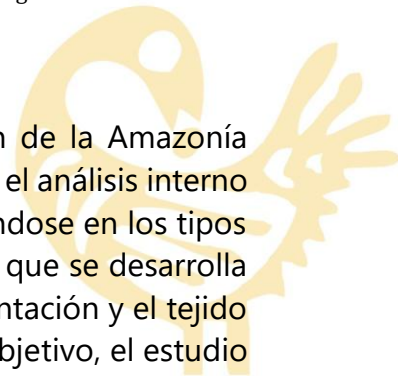 de la Amazonía
el análisis interno
ndose en los tipos
que se desarrolla
ntación y el tejido
bjetivo, el estudio